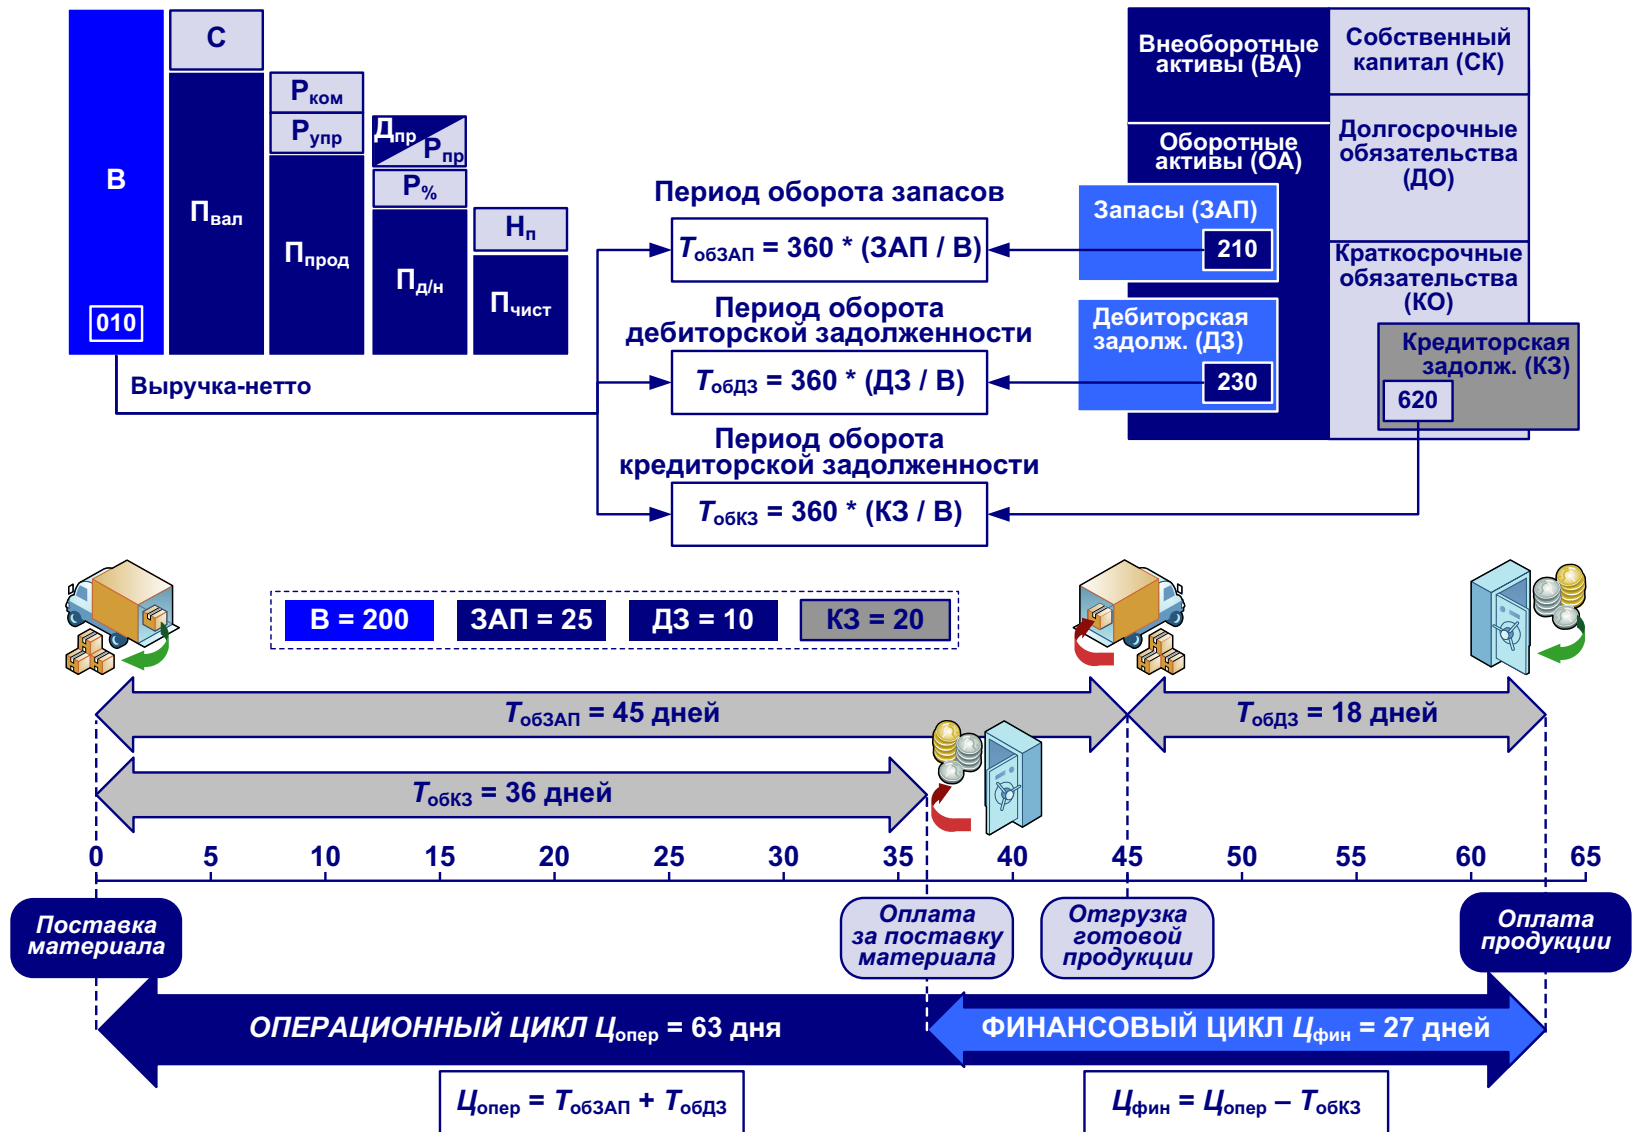 В
010
С
Пвал
Рком
Рупр
Ппрод
Дпр
Рпр
Р%
Пд/н
Нп
Пчист
Выручка-нетто
Период оборота запасов
ТобЗАП = 360 * (ЗАП / В)
Период оборота
дебиторской задолженности
ТобДЗ = 360 * (ДЗ / В)
Период оборота
кредиторской задолженности
ТобКЗ = 360 * (КЗ / В)
Внеоборотные
активы (ВА)
Оборотные
активы (ОА)
Запасы (ЗАП)
210
Дебиторская
задолж. (ДЗ)
230
Собственный
капитал (СК)
Долгосрочные
обязательства
(ДО)
Краткосрочные
обязательства
(КО)
Кредиторская
задолж. (КЗ)
620
В = 200
ЗАП = 25
ДЗ = 10
КЗ = 20
ТобЗАП = 45 дней
ТобДЗ = 18 дней
ТобКЗ = 36 дней
0 5 10 15 20 25 30 35 40 45 50 55 60 65
Поставка
материала
Оплата
за поставку
материала
Отгрузка
готовой
продукции
Оплата
продукции
ОПЕРАЦИОННЫЙ ЦИКЛ Цопер = 63 дня
ФИНАНСОВЫЙ ЦИКЛ Цфин = 27 дней
Цопер = ТобЗАП + ТобДЗ
Цфин = Цопер – ТобКЗ